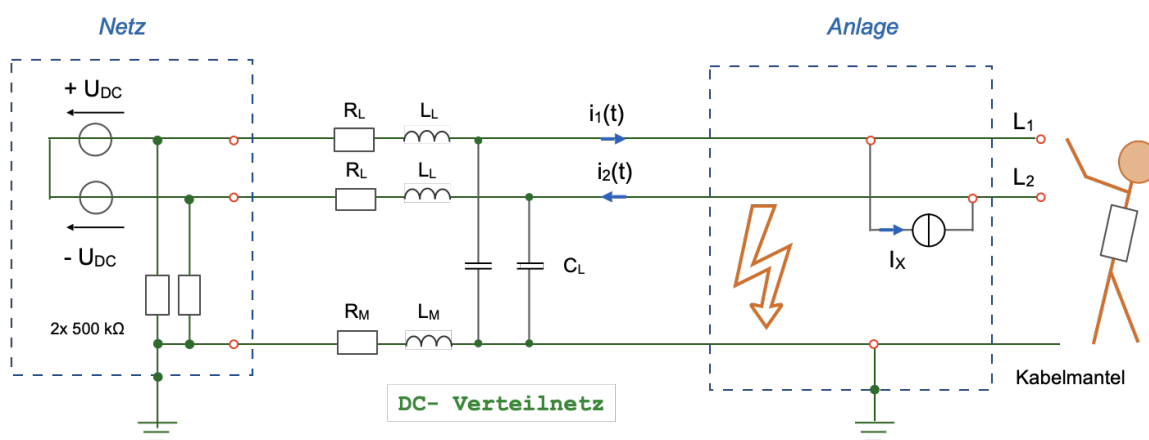 Netz
Anlage
+ UDC
RL
LL
i1(t)
L1
RL
LL
i2(t)
L2
- UDC
IX
CL
2x 500 kΩ
RM
LM
Kabelmantel
DC- Verteilnetz